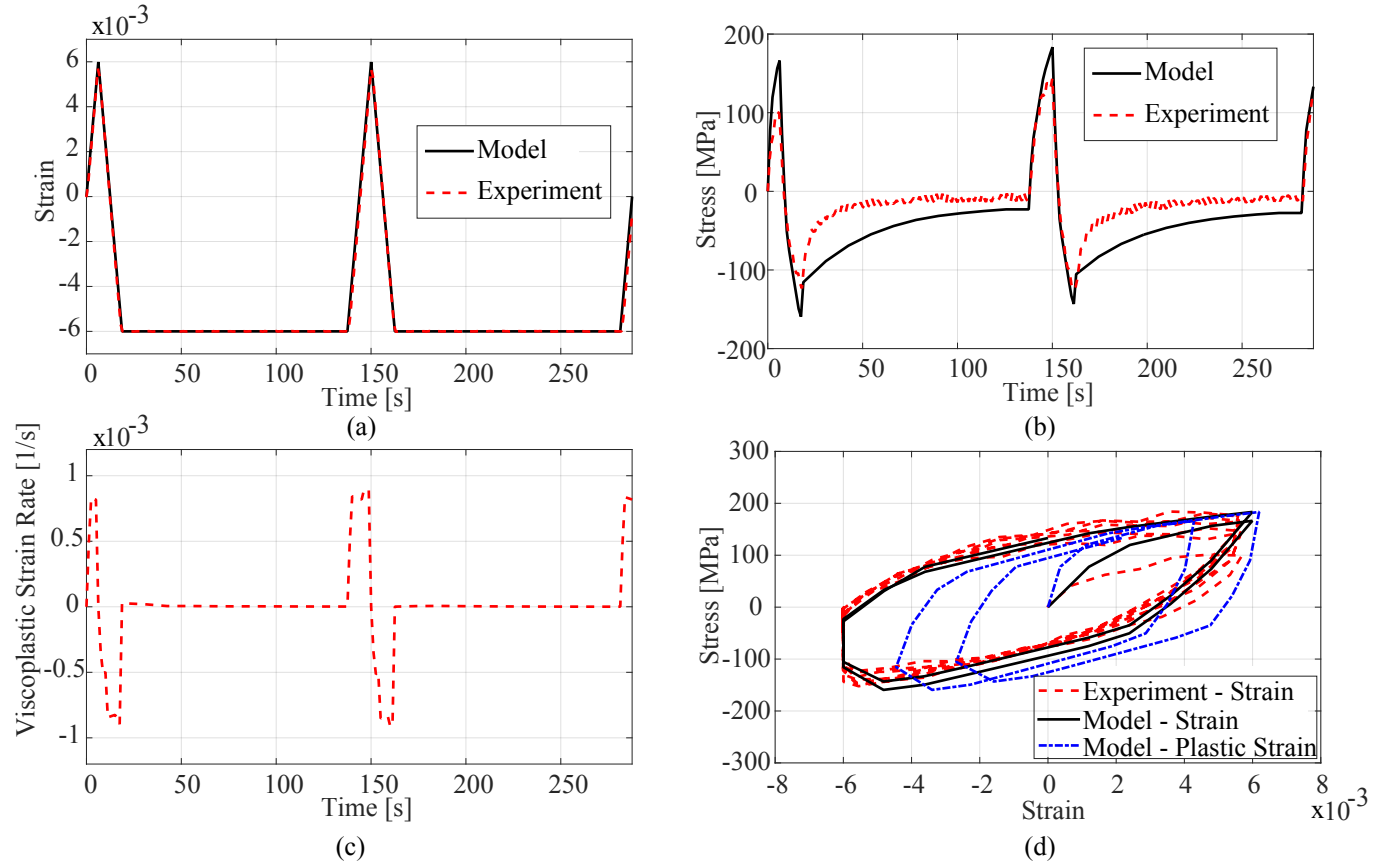 x10⁻³
6
4
2
0
-2
-4
-6
Strain
Model
Experiment
0
50
100
150
200
250
Time [s]
(a)
200
100
0
-100
-200
Stress [MPa]
Model
Experiment
0
50
100
150
200
250
Time [s]
(b)
x10⁻³
1
0.5
0
-0.5
-1
Viscoplastic Strain Rate [1/s]
0
50
100
150
200
250
Time [s]
(c)
300
200
100
0
-100
-200
-300
Stress [MPa]
Experiment - Strain
Model - Strain
Model - Plastic Strain
-8
-6
-4
-2
0
2
4
6
8
Strain
x10⁻³
(d)